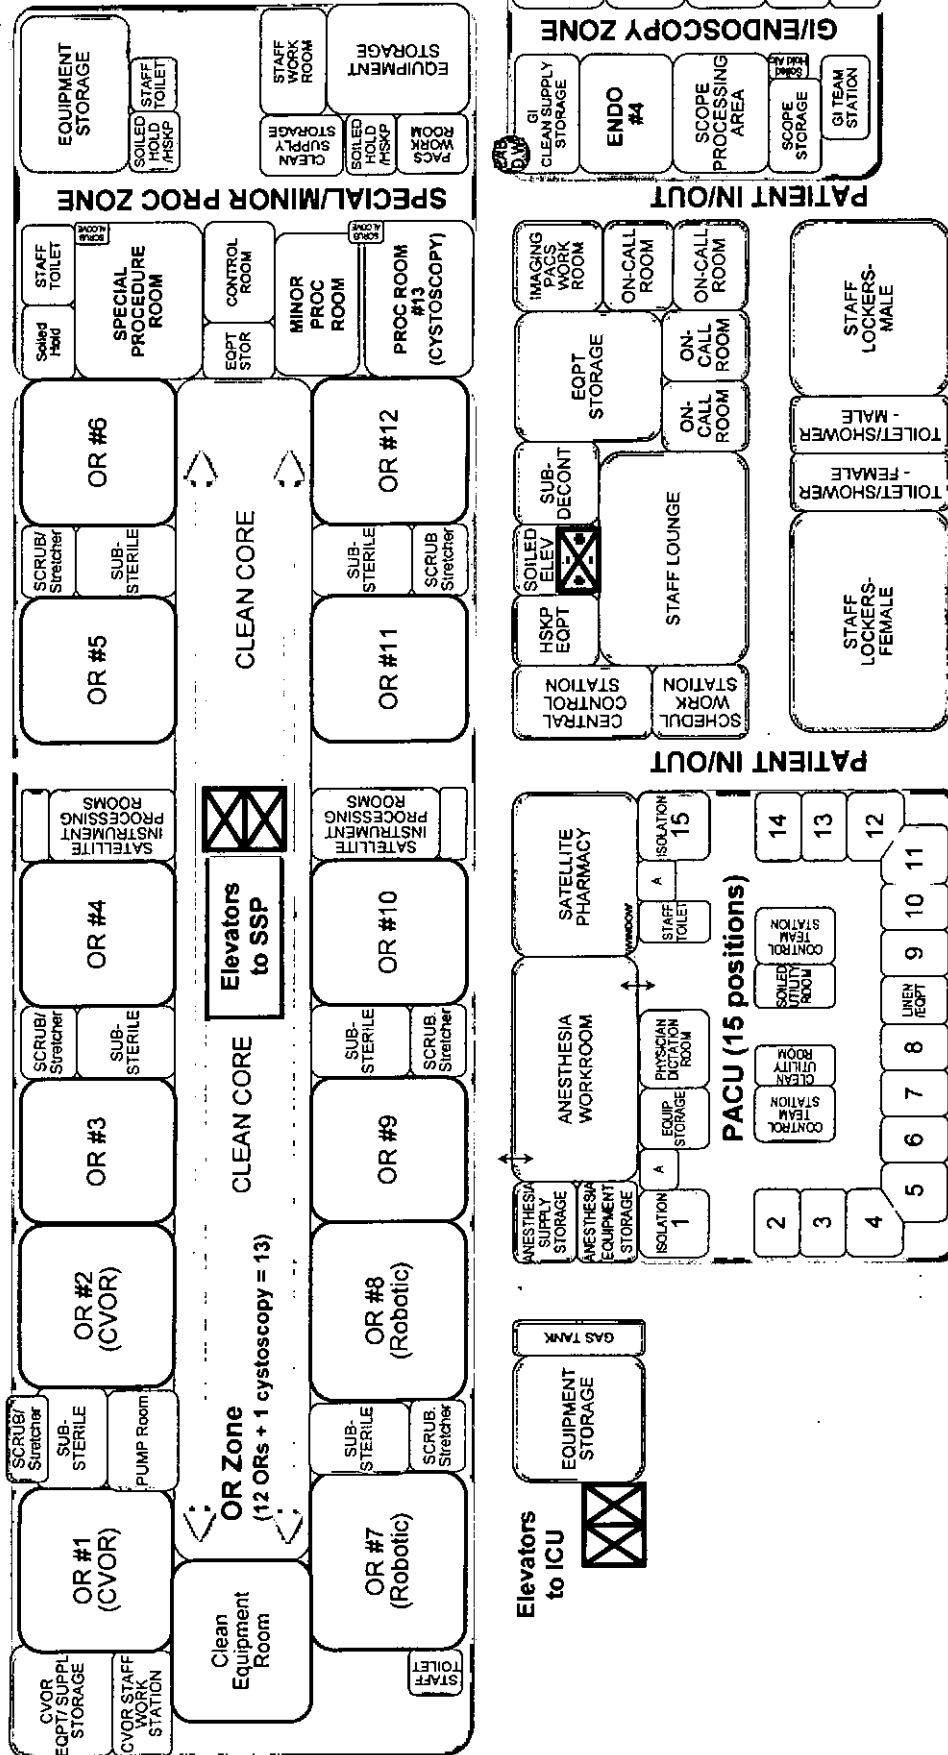 CVOR
EQPT/ SUPPL
STORAGE
CVOR STAFF
WORK
STATION
OR #1
(CVOR)
SCRUB/
Stretcher
SUB-
STERILE
PUMP Room
OR #2
(CVOR)
OR #3
SCRUB/
Stretcher
SUB-
STERILE
OR #4
SATELLITE
INSTRUMENT
PROCESSING
ROOMS
OR #5
SCRUB/
Stretcher
SUB-
STERILE
OR #6
Soiled
Hold
STAFF
TOILET
SCRUB
ALCOVE
SPECIAL
PROCEDURE
ROOM
EQPT
STOR
CONTROL
ROOM
MINOR
PROC
ROOM
SCRUB
ALCOVE
PROC ROOM
#13
(CYSTOSCOPY)
SPECIAL/MINOR PROC ZONE
EQUIPMENT
STORAGE
SOILED
HOLD
/HSKP
STAFF
TOILET
STAFF
WORK
ROOM
EQUIPMENT
STORAGE
CLEAN
SUPPLY
STORAGE
SOILED
HOLD
/HSKP
PACS
WORK
ROOM
Clean
Equipment
Room
OR Zone
(12 ORs + 1 cystoscopy = 13)
CLEAN CORE
Elevators
to SSP
CLEAN CORE
STAFF
TOILET
OR #7
(Robotic)
SUB-
STERILE
SCRUB.
Stretcher
OR #8
(Robotic)
OR #9
SUB-
STERILE
SCRUB.
Stretcher
OR #10
SATELLITE
INSTRUMENT
PROCESSING
ROOMS
OR #11
SUB-
STERILE
SCRUB
Stretcher
OR #12
Elevators
to ICU
EQUIPMENT
STORAGE
GAS TANK
ANESTHESIA
SUPPLY
STORAGE
ANESTHESIA
EQUIPMENT
STORAGE
ANESTHESIA
WORKROOM
SATELLITE
PHARMACY
WINDOW
ISOLATION
1
A
EQUIP
STORAGE
PHYSICIAN
DICTATION
ROOM
STAFF
TOILET
A
ISOLATION
15
PACU (15 positions)
2
3
4
5
6
7
8
LINEN
/EQPT
9
10
11
12
13
14
CONTROL
TEAM
STATION
CLEAN
UTILITY
ROOM
SOILED
UTILITY
ROOM
CONTROL
TEAM
STATION
PATIENT IN/OUT
CENTRAL
CONTROL
STATION
SCHEDUL
WORK
STATION
HSKP
EQPT
SOILED
ELEV
SUB-
DECONT
STAFF LOUNGE
EQPT
STORAGE
ON-
CALL
ROOM
ON-
CALL
ROOM
IMAGING
PACS
WORK
ROOM
ON-CALL
ROOM
ON-CALL
ROOM
STAFF
LOCKERS-
FEMALE
TOILET/SHOWER
- FEMALE
TOILET/SHOWER
- MALE
STAFF
LOCKERS-
MALE
PATIENT IN/OUT
GI
CLEAN SUPPLY
STORAGE
ENDO
#4
SCOPE
PROCESSING
AREA
SCOPE
STORAGE
Soiled
Hold
GI TEAM
STATION
GI/ENDOSCOPY ZONE